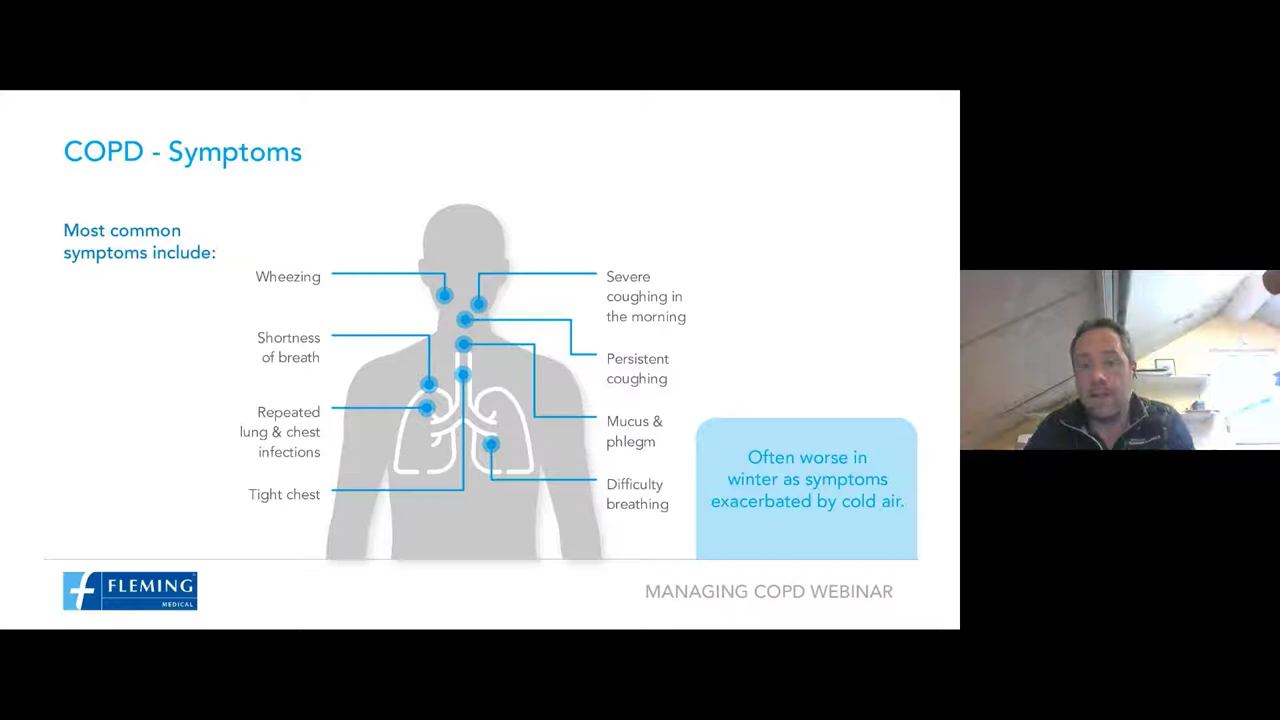 COPD - Symptoms
Most common
symptoms include:
Wheezing
Shortness
of breath
Repeated
lung & chest
infections
Tight chest
Severe
coughing in
the morning
Persistent
coughing
Mucus &
phlegm
Difficulty
breathing
Often worse in
winter as symptoms
exacerbated by cold air.
FLEMING
MEDICAL
MANAGING COPD WEBINAR